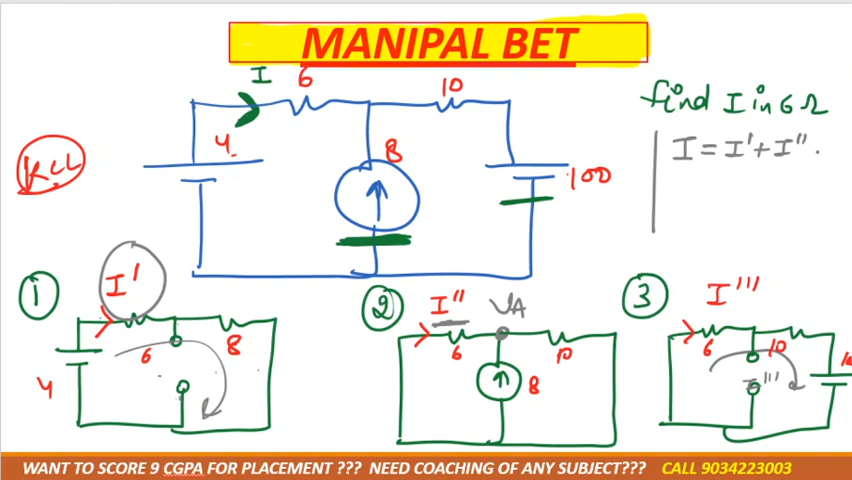 MANIPAL BET
I 6 10
find I in 6 Ω
I = I' + I''
4 8 100
KCL
1 I' 2 I'' VA 3 I'''
6 8 6 10 6 10
4 8 I'''
WANT TO SCORE 9 CGPA FOR PLACEMENT ??? NEED COACHING OF ANY SUBJECT??? CALL 9034223003